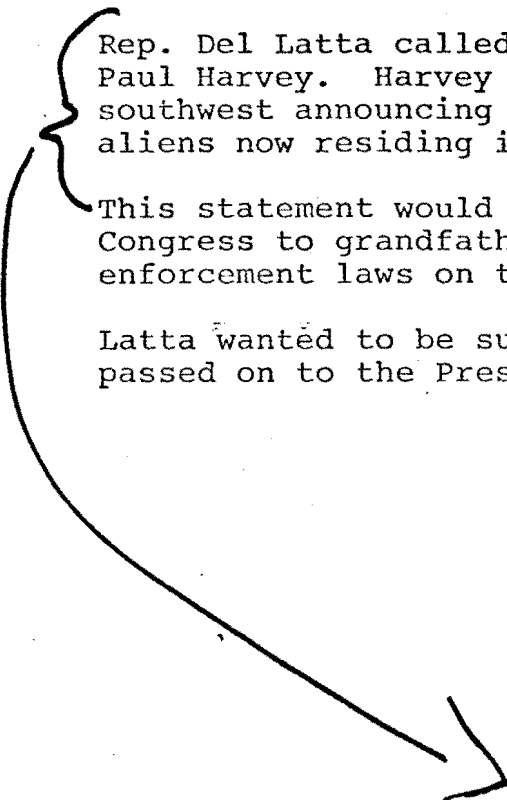 Rep. Del Latta called
Paul Harvey. Harvey
southwest announcing
aliens now residing i
This statement would
Congress to grandfath
enforcement laws on t
Latta wanted to be su
passed on to the Pres